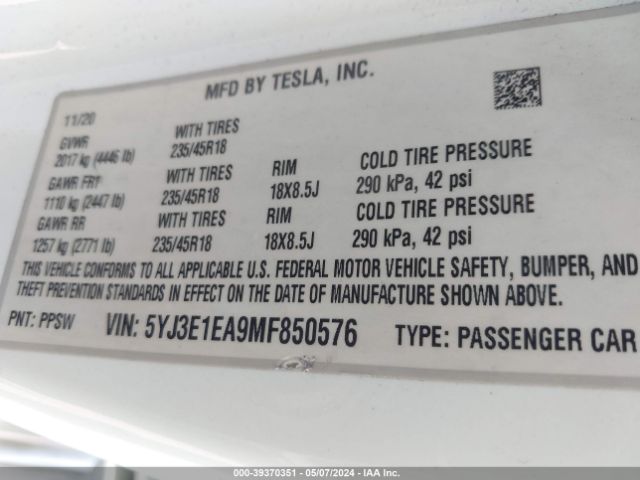 MFD BY TESLA, INC.
11/20
GVWR WITH TIRES
2017 kg (4446 lb) 235/45R18
GAWR FRT WITH TIRES RIM COLD TIRE PRESSURE
1110 kg (2447 lb) 235/45R18 18X8.5J 290 kPa, 42 psi
GAWR RR WITH TIRES RIM COLD TIRE PRESSURE
1257 kg (2771 lb) 235/45R18 18X8.5J 290 kPa, 42 psi
THIS VEHICLE CONFORMS TO ALL APPLICABLE U.S. FEDERAL MOTOR VEHICLE SAFETY, BUMPER, AND
THEFT PREVENTION STANDARDS IN EFFECT ON THE DATE OF MANUFACTURE SHOWN ABOVE.
PNT: PPSW VIN: 5YJ3E1EA9MF850576 TYPE: PASSENGER CAR
000-39370351 - 05/07/2024 - IAA Inc.